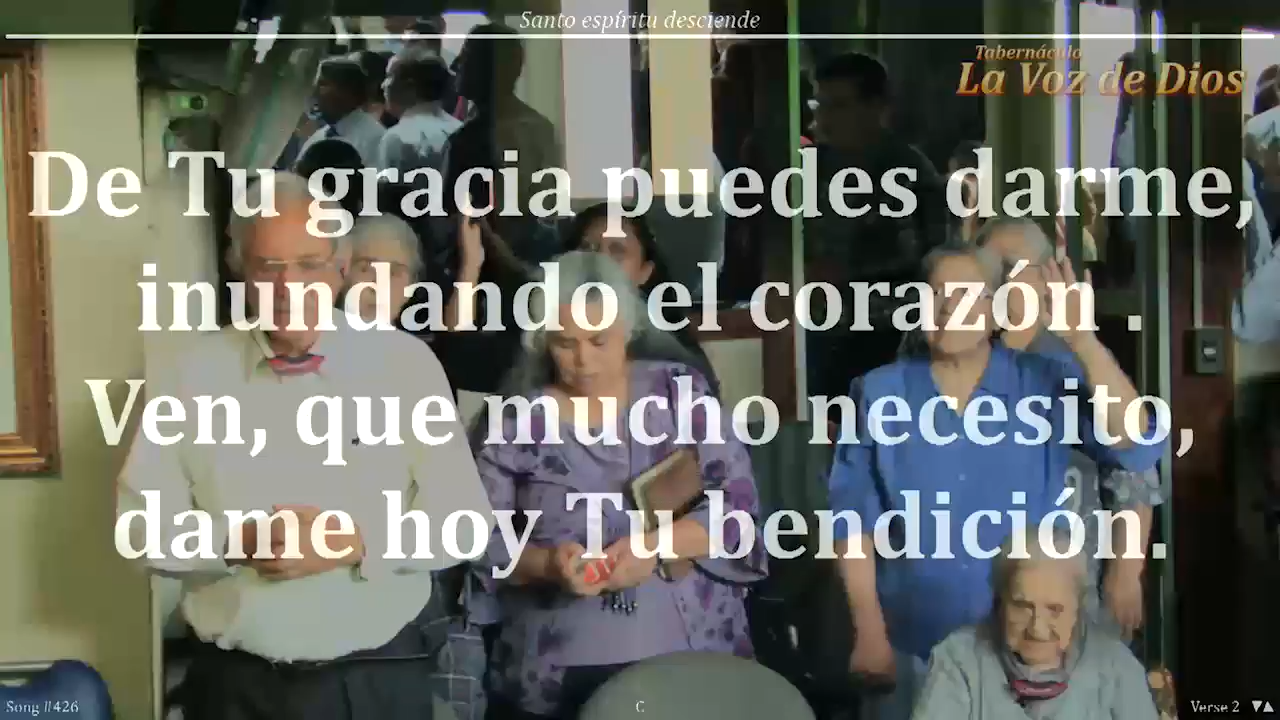 Santo espíritu desciende
Tabernáculo
La Voz de Dios
De Tu gracia puedes darme,
inundando el corazón .
Ven, que mucho necesito,
dame hoy Tu bendición.
Song #426
C
Verse 2 ▼▲